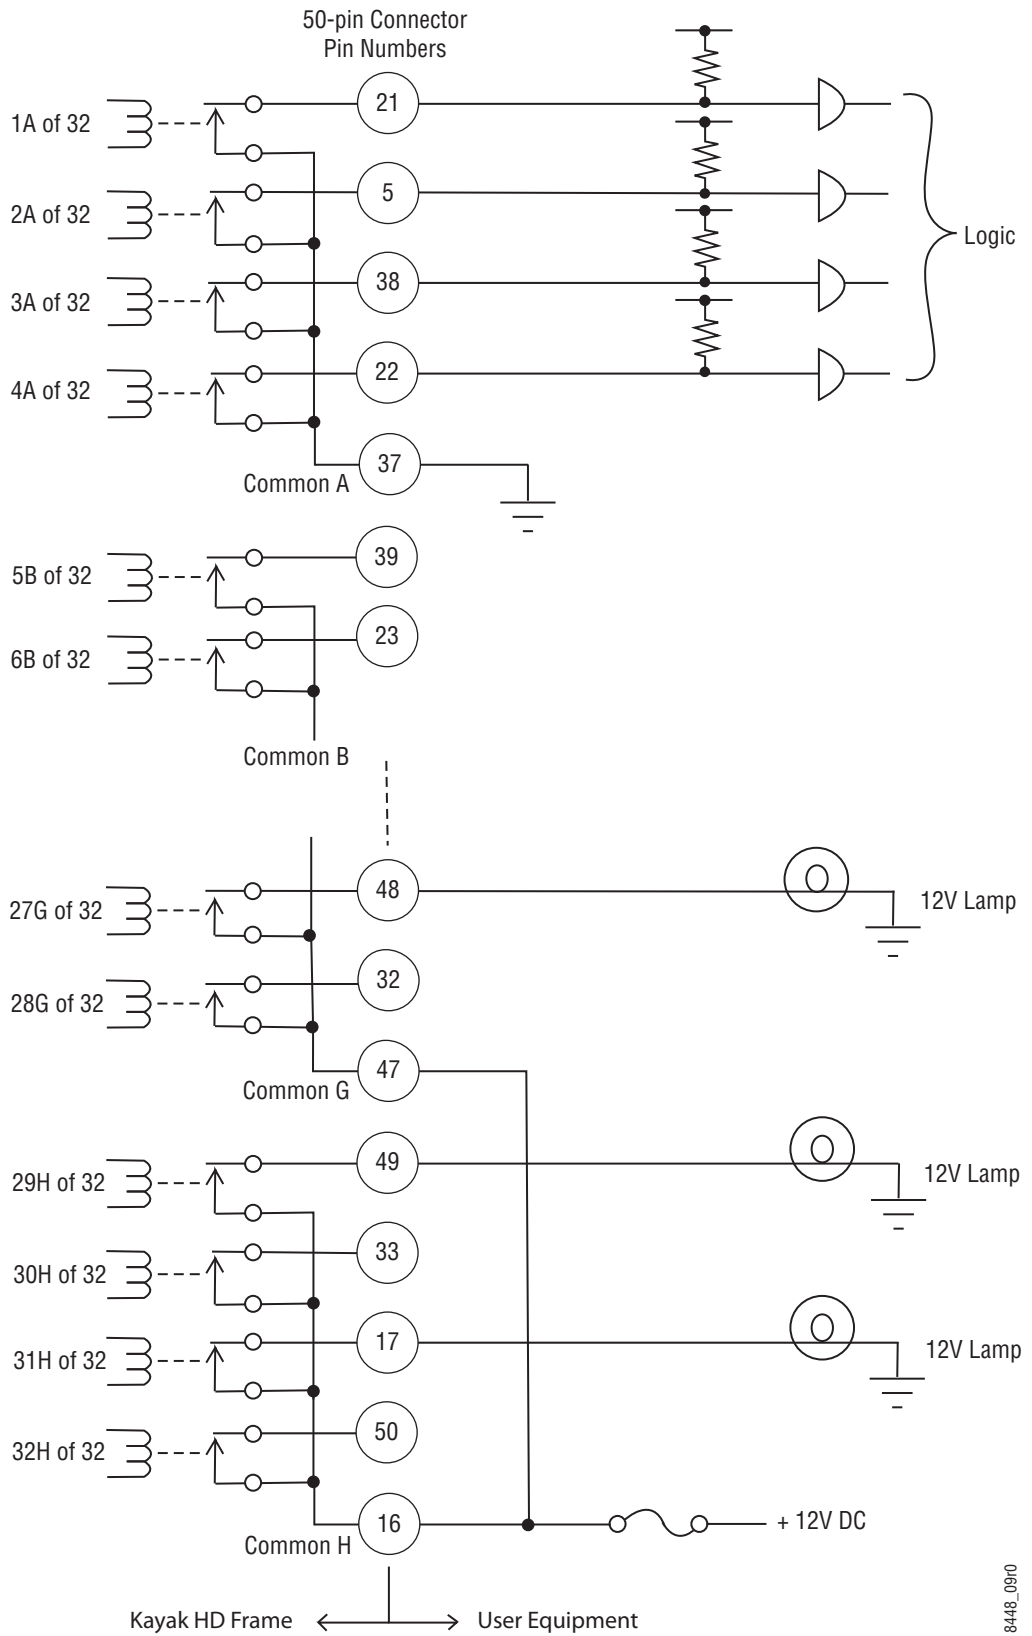 50-pin Connector
Pin Numbers
1A of 32
21
2A of 32
5
Logic
3A of 32
38
4A of 32
22
37
Common A
5B of 32
39
6B of 32
23
Common B
27G of 32
48
12V Lamp
28G of 32
32
47
Common G
29H of 32
49
12V Lamp
30H of 32
33
31H of 32
17
12V Lamp
32H of 32
50
16
+ 12V DC
Common H
Kayak HD Frame
User Equipment
8448_09r0